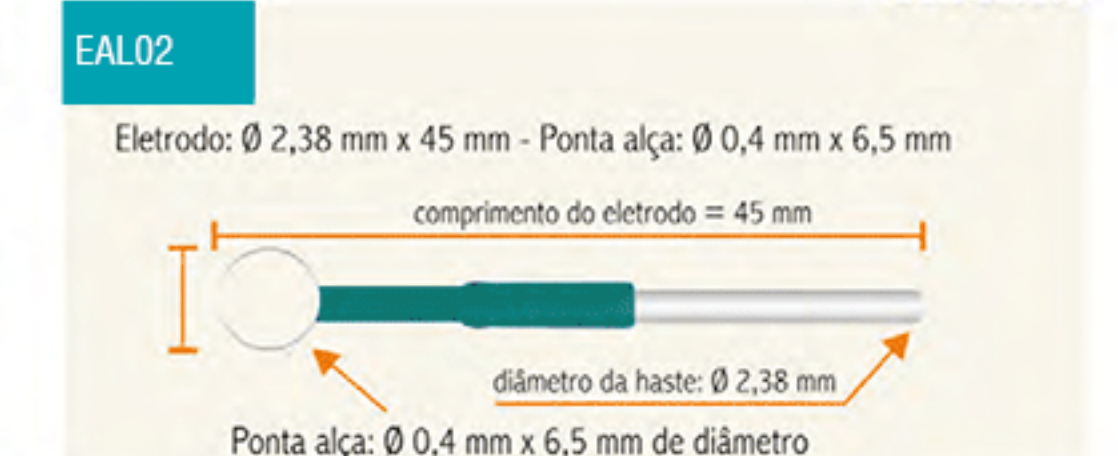 EAL02
Eletrodo: Ø 2,38 mm x 45 mm - Ponta alça: Ø 0,4 mm x 6,5 mm
comprimento do eletrodo = 45 mm
diâmetro da haste: Ø 2,38 mm
Ponta alça: Ø 0,4 mm x 6,5 mm de diâmetro